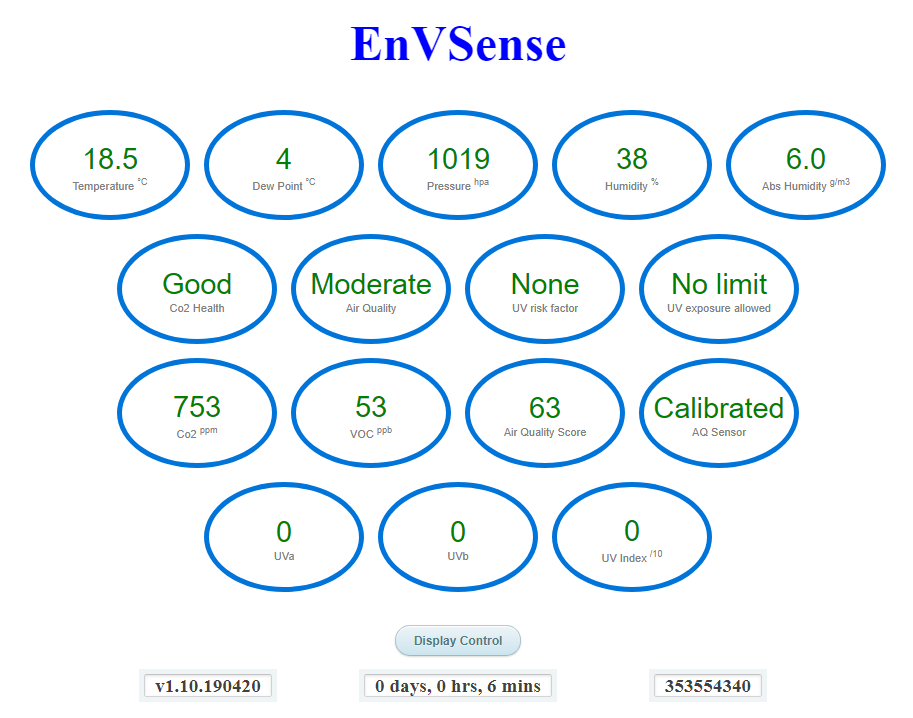 EnVSense
18.5 4 1019 38 6.0
Temperature °C Dew Point °C Pressure hpa Humidity % Abs Humidity g/m3
Good Moderate None No limit
Co2 Health Air Quality UV risk factor UV exposure allowed
753 53 63 Calibrated
Co2 ppm VOC ppb Air Quality Score AQ Sensor
0 0 0
UVa UVb UV Index /10
Display Control
v1.10.190420 0 days, 0 hrs, 6 mins 353554340